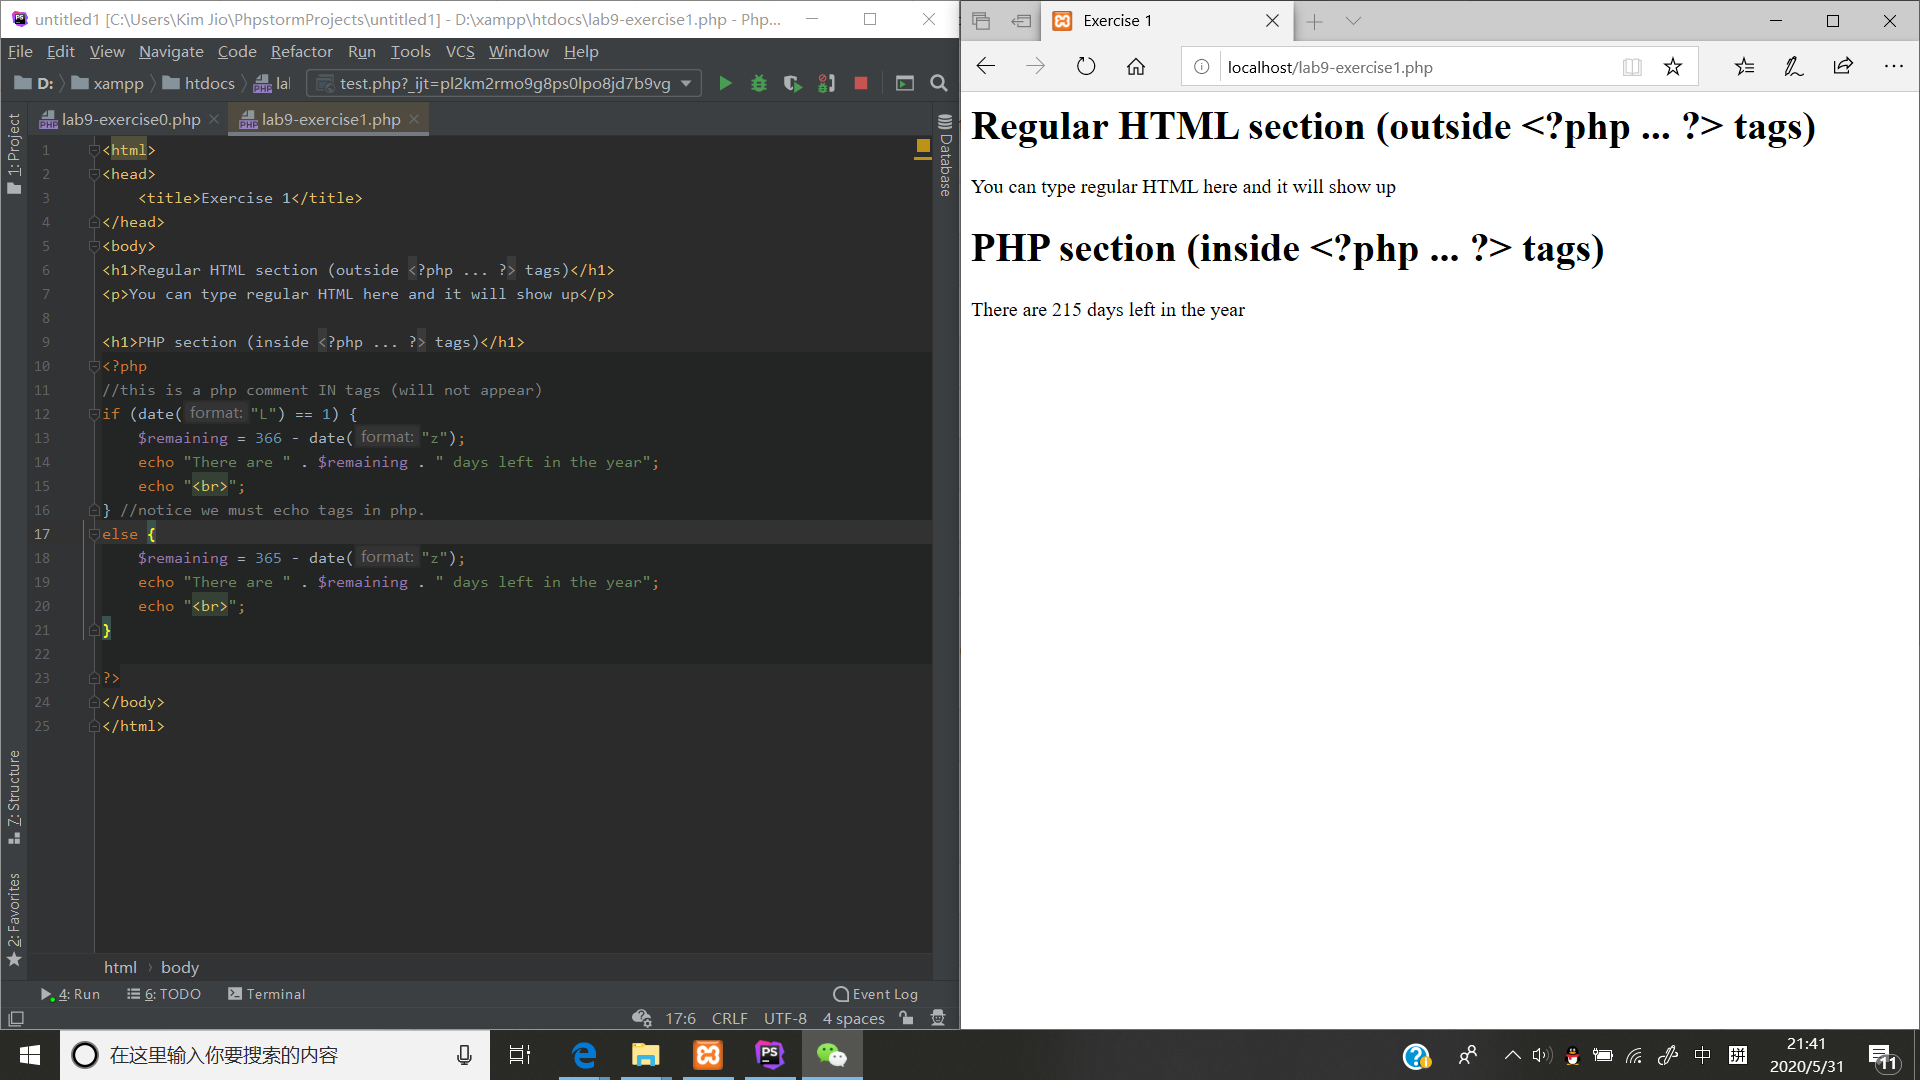 untitled1 [C:\Users\Kim Jio\PhpstormProjects\untitled1] - D:\xampp\htdocs\lab9-exercise1.php - Php...
File Edit View Navigate Code Refactor Run Tools VCS Window Help
D: xampp htdocs PHP lal test.php?_ijt=pl2km2rmo9g8ps0lpo8jd7b9vg
lab9-exercise0.php lab9-exercise1.php
1: Project
7: Structure
2: Favorites
Database
1 <html>
2 <head>
3 <title>Exercise 1</title>
4 </head>
5 <body>
6 <h1>Regular HTML section (outside <?php ... ?> tags)</h1>
7 <p>You can type regular HTML here and it will show up</p>
8
9 <h1>PHP section (inside <?php ... ?> tags)</h1>
10 <?php
11 //this is a php comment IN tags (will not appear)
12 if (date( format: "L") == 1) {
13 $remaining = 366 - date( format: "z");
14 echo "There are " . $remaining . " days left in the year";
15 echo "<br>";
16 } //notice we must echo tags in php.
17 else {
18 $remaining = 365 - date( format: "z");
19 echo "There are " . $remaining . " days left in the year";
20 echo "<br>";
21 }
22
23 ?>
24 </body>
25 </html>
html › body
4: Run 6: TODO Terminal Event Log
17:6 CRLF UTF-8 4 spaces
Exercise 1
localhost/lab9-exercise1.php
Regular HTML section (outside <?php ... ?> tags)
You can type regular HTML here and it will show up
PHP section (inside <?php ... ?> tags)
There are 215 days left in the year
在这里输入你要搜索的内容
PS
中 拼
21:41
2020/5/31
11